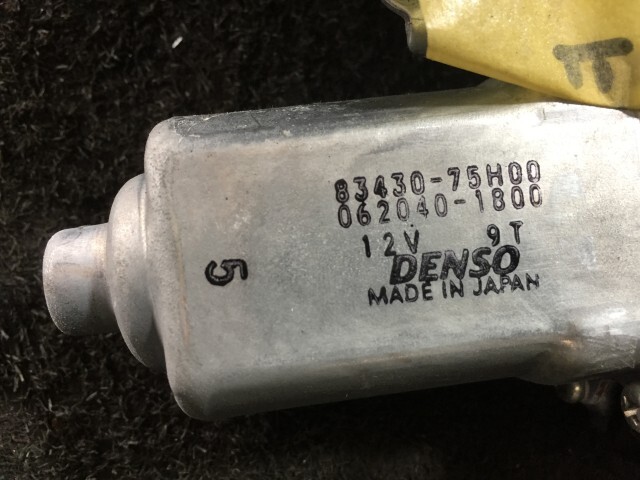 83430-75H00
062040-1800
12V 9T
DENSO
MADE IN JAPAN
5